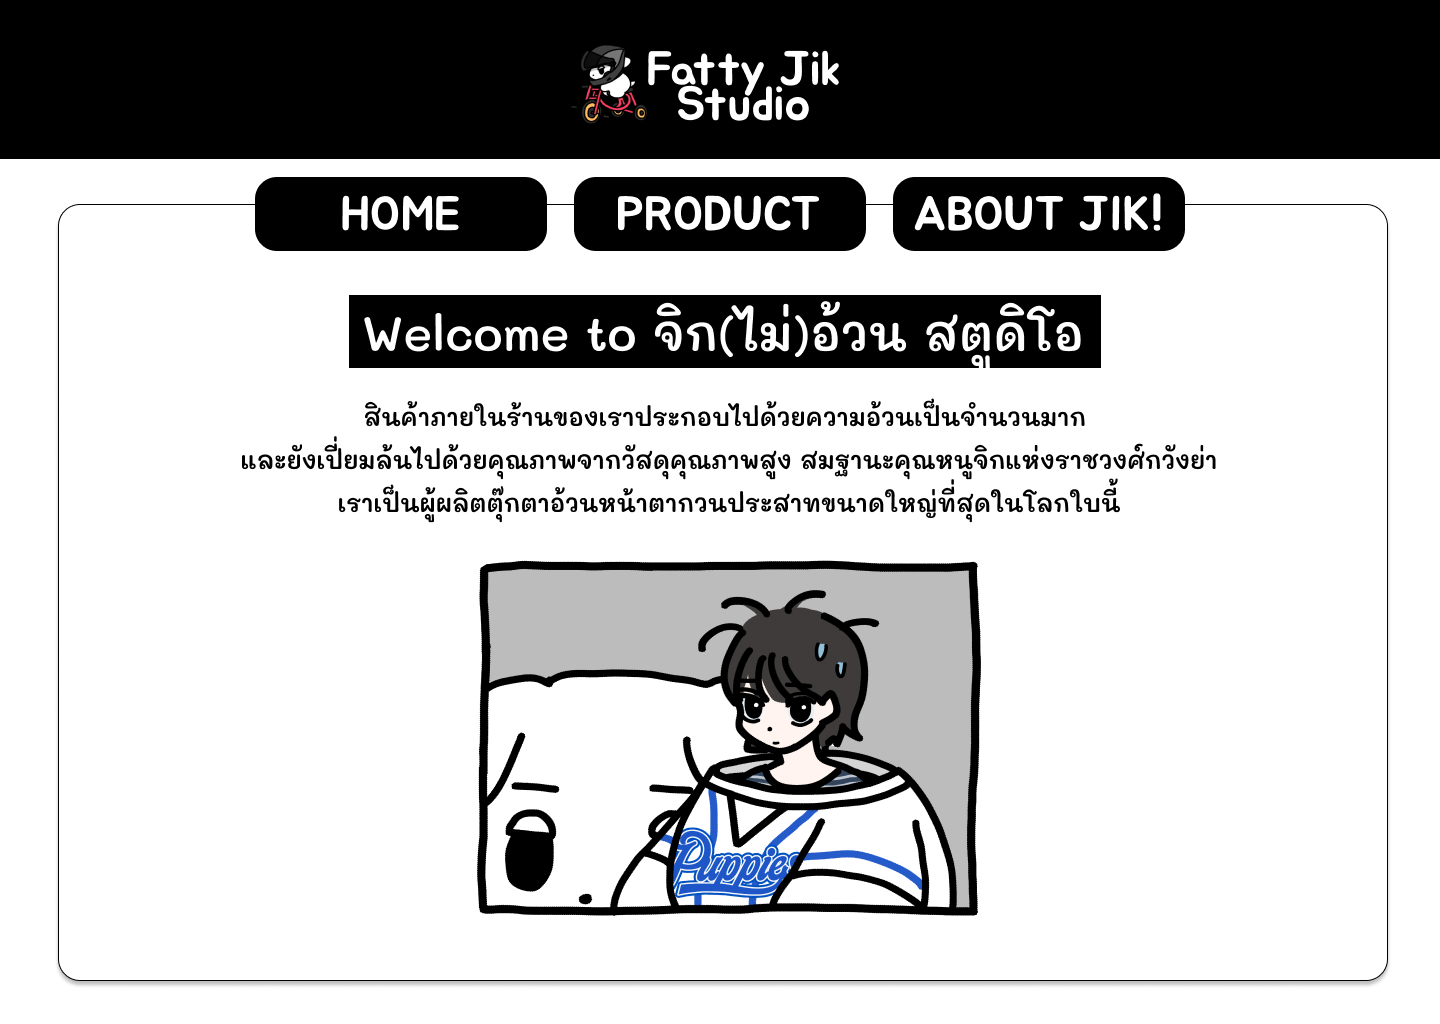 Fatty Jik
Studio
HOME PRODUCT ABOUT JIK!
Welcome to จิก(ไม่)อ้วน สตูดิโอ
สินค้าภายในร้านของเราประกอบไปด้วยความอ้วนเป็นจำนวนมาก
และยังเปี่ยมล้นไปด้วยคุณภาพจากวัสดุคุณภาพสูง สมฐานะคุณหนูจิกแห่งราชวงศ์กวังย่า
เราเป็นผู้ผลิตตุ๊กตาอ้วนหน้าตากวนประสาทขนาดใหญ่ที่สุดในโลกใบนี้
Puppies